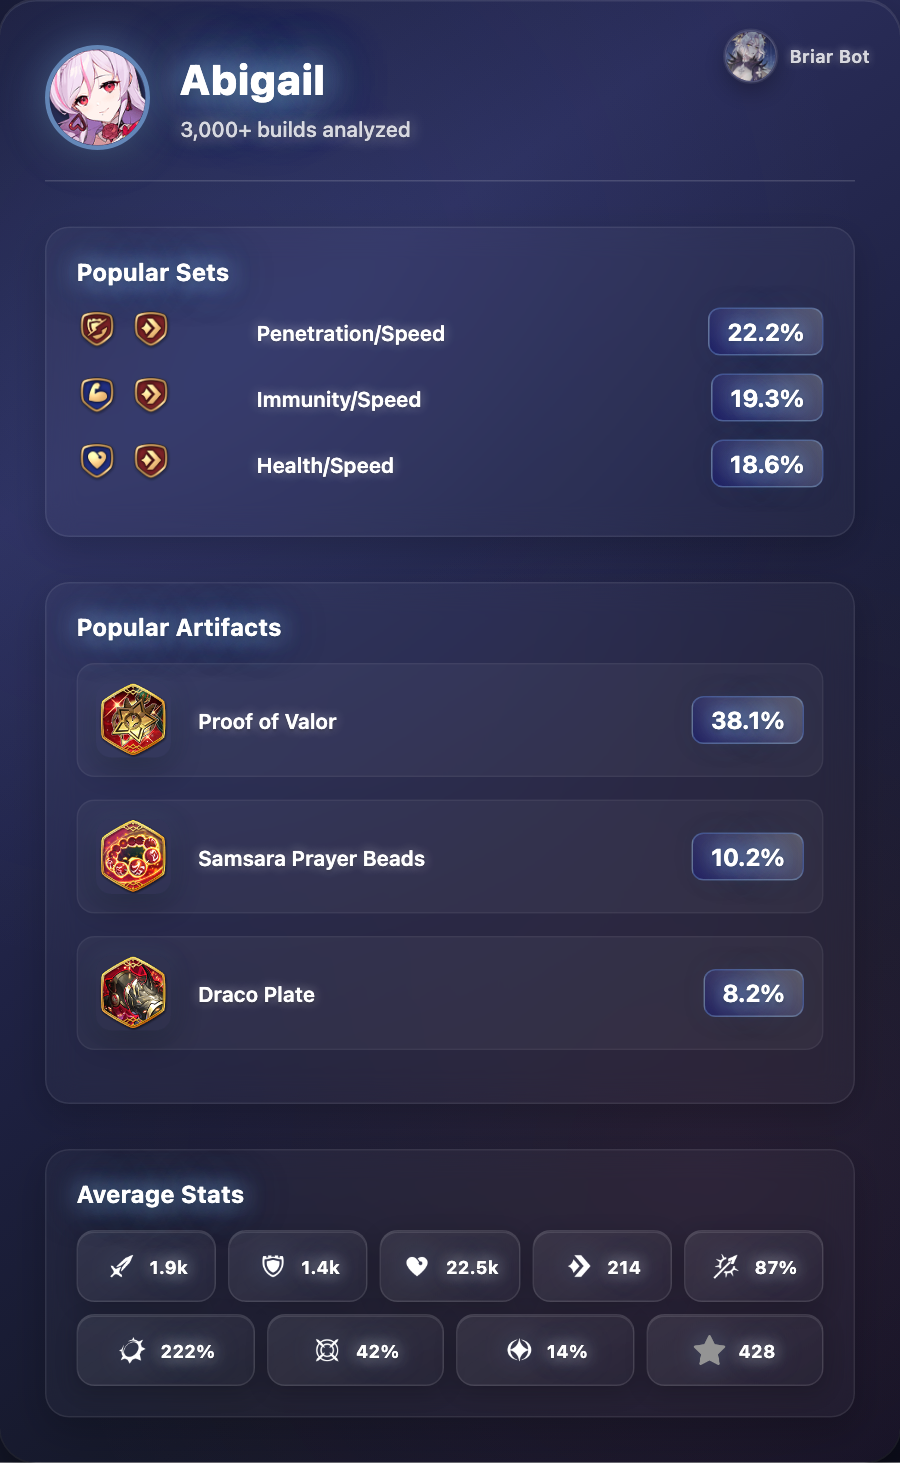 Abigail
3,000+ builds analyzed
Briar Bot
Popular Sets
Penetration/Speed
22.2%
Immunity/Speed
19.3%
Health/Speed
18.6%
Popular Artifacts
Proof of Valor
38.1%
Samsara Prayer Beads
10.2%
Draco Plate
8.2%
Average Stats
1.9k
1.4k
22.5k
214
87%
222%
42%
14%
428